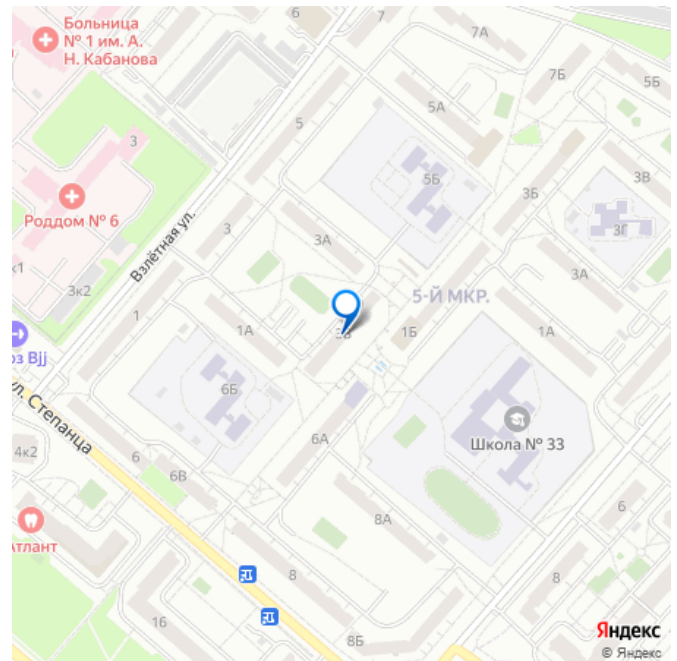 Больница
№ 1 им. А.
Н. Кабанова
6
7
7А
7Б
5Б
5
5А
3
5Б
3Б
3В
3Г
Роддом № 6
Взлётная ул.
3
3А
3А
к1
3к2
5-Й МКР.
1
1А
1Б
1А
оз Bjj
6Б
ул. Степанца
Школа № 33
4к2
6
6В
6А
8А
6
Атлант
8
8
16
8Б
Яндекс
© Яндекс